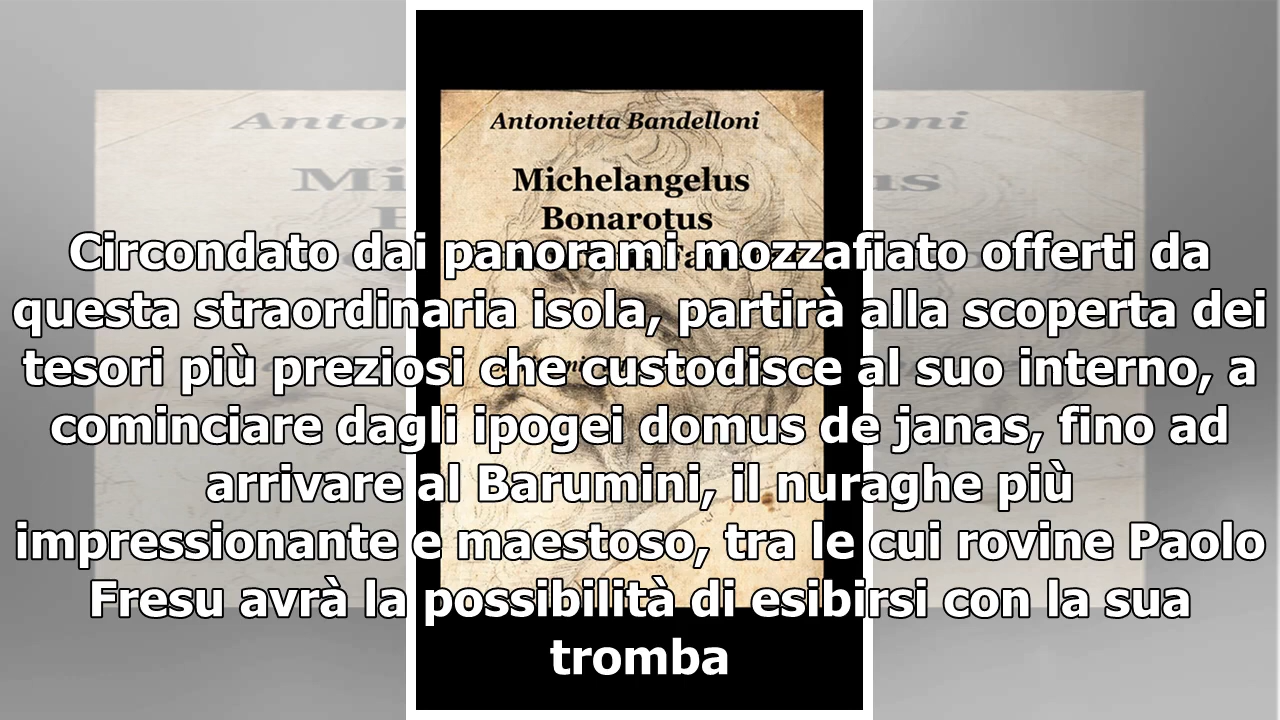 Antonietta Bandelloni
Michelangelus
Bonarotus
Circondato dai panorami mozzafiato offerti da
questa straordinaria isola, partirà alla scoperta dei
tesori più preziosi che custodisce al suo interno, a
cominciare dagli ipogei domus de janas, fino ad
arrivare al Barumini, il nuraghe più
impressionante e maestoso, tra le cui rovine Paolo
Fresu avrà la possibilità di esibirsi con la sua
tromba